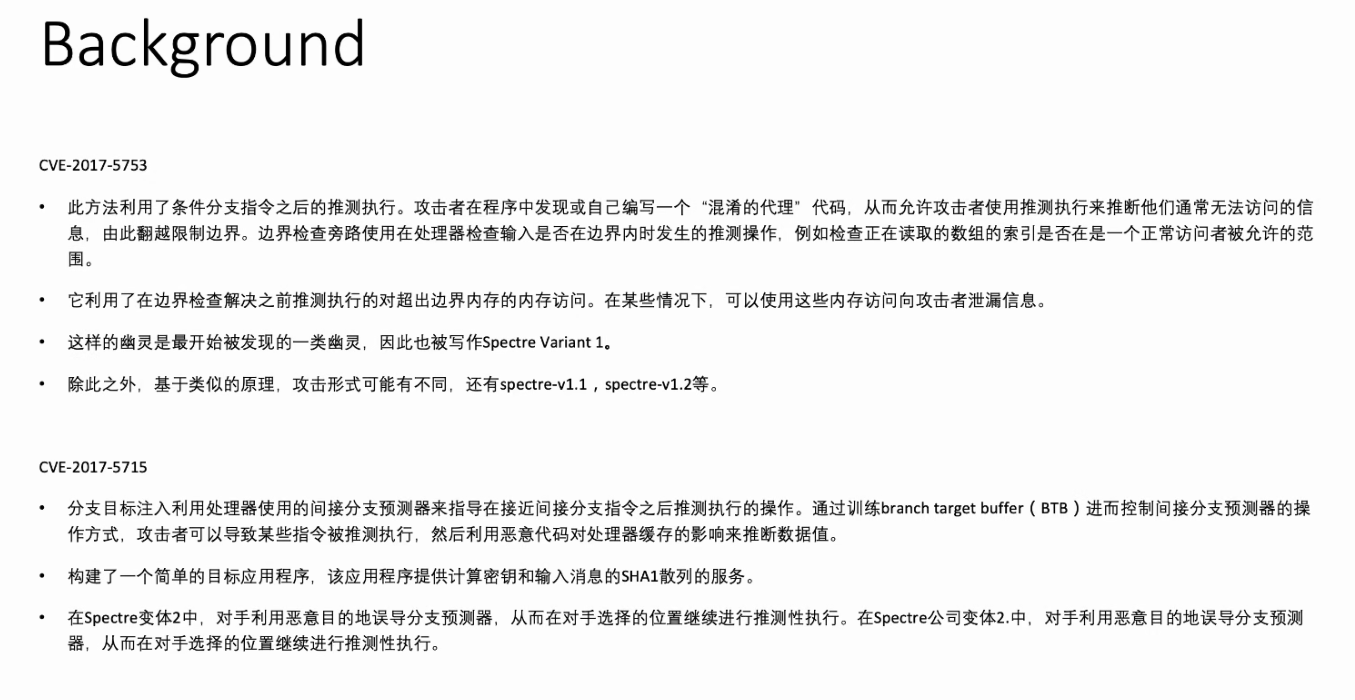 Background
CVE-2017-5753
• 此方法利用了条件分支指令之后的推测执行。攻击者在程序中发现或自己编写一个“混淆的代理”代码，从而允许攻击者使用推测执行来推断他们通常无法访问的信
息，由此翻越限制边界。边界检查旁路使用在处理器检查输入是否在边界内时发生的推测操作，例如检查正在读取的数组的索引是否在是一个正常访问者被允许的范
围。
• 它利用了在边界检查解决之前推测执行的对超出边界内存的内存访问。在某些情况下，可以使用这些内存访问向攻击者泄漏信息。
• 这样的幽灵是最开始被发现的一类幽灵，因此也被写作Spectre Variant 1。
• 除此之外，基于类似的原理，攻击形式可能有不同，还有spectre-v1.1，spectre-v1.2等。
CVE-2017-5715
• 分支目标注入利用处理器使用的间接分支预测器来指导在接近间接分支指令之后推测执行的操作。通过训练branch target buffer（BTB）进而控制间接分支预测器的操
作方式，攻击者可以导致某些指令被推测执行，然后利用恶意代码对处理器缓存的影响来推断数据值。
• 构建了一个简单的目标应用程序，该应用程序提供计算密钥和输入消息的SHA1散列的服务。
• 在Spectre变体2中，对手利用恶意目的地误导分支预测器，从而在对手选择的位置继续进行推测性执行。在Spectre公司变体2.中，对手利用恶意目的地误导分支预测
器，从而在对手选择的位置继续进行推测性执行。